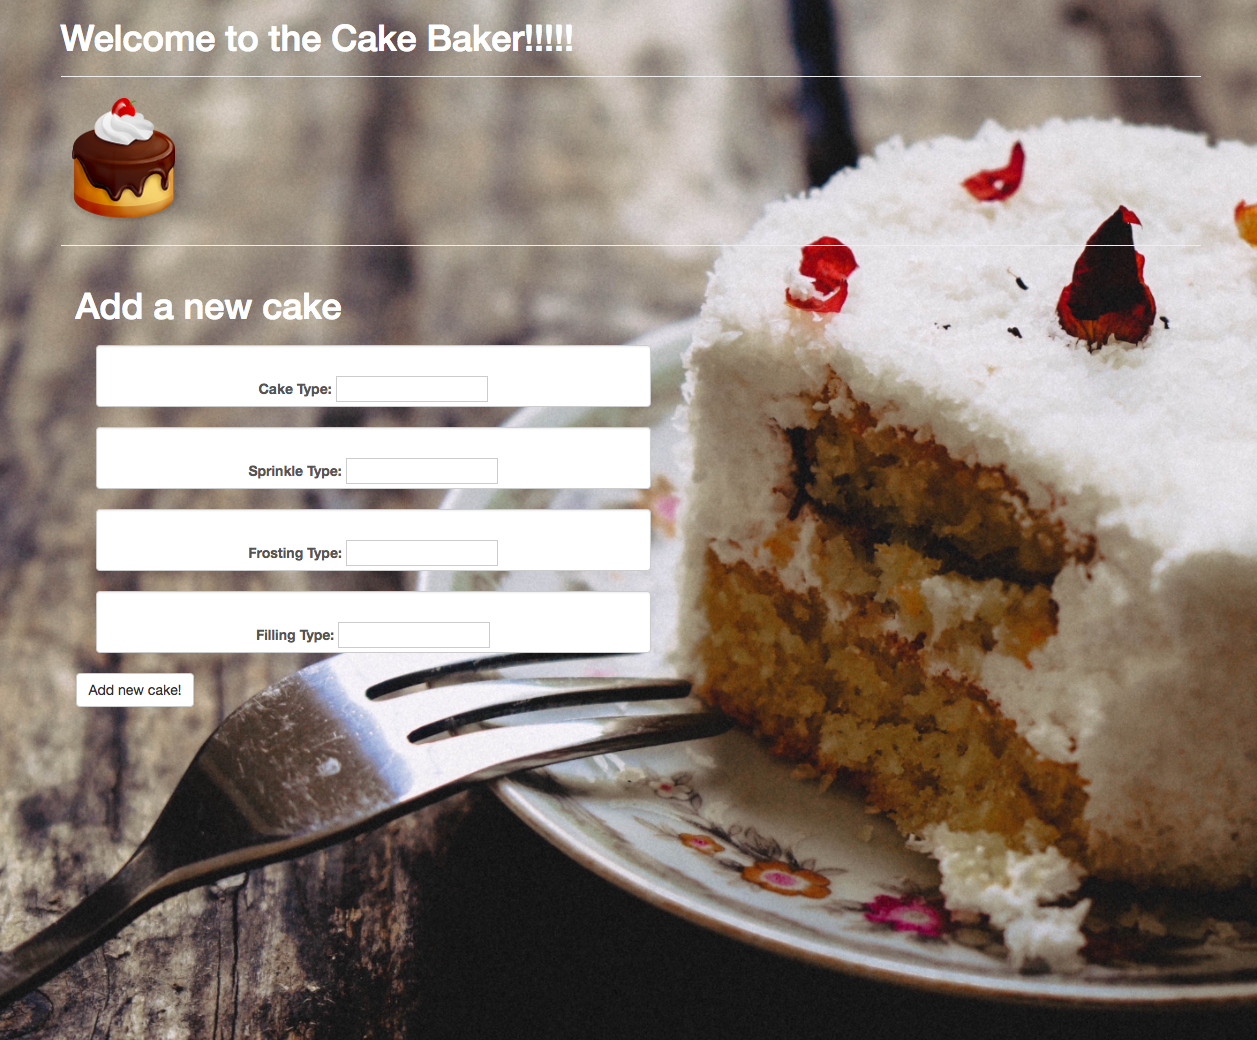 Welcome to the Cake Baker!!!!!
Add a new cake
Cake Type:
Sprinkle Type:
Frosting Type:
Filling Type:
Add new cake!